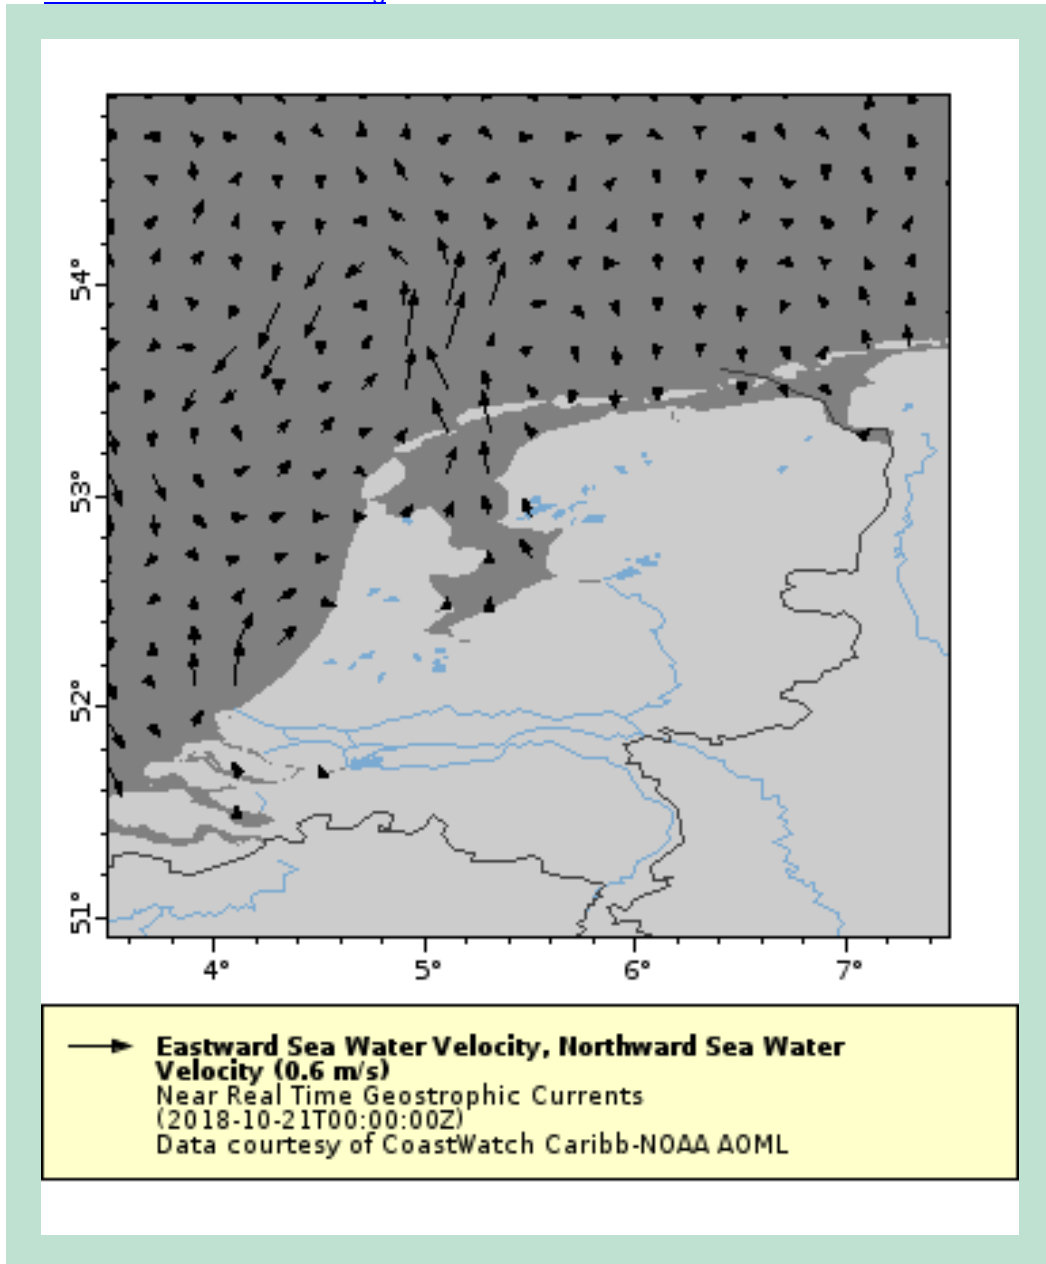 54°
53°
52°
51°
4°
5°
6°
7°
Eastward Sea Water Velocity, Northward Sea Water
Velocity (0.6 m/s)
Near Real Time Geostrophic Currents
(2018-10-21T00:00:00Z)
Data courtesy of CoastWatch Caribb-NOAA AOML